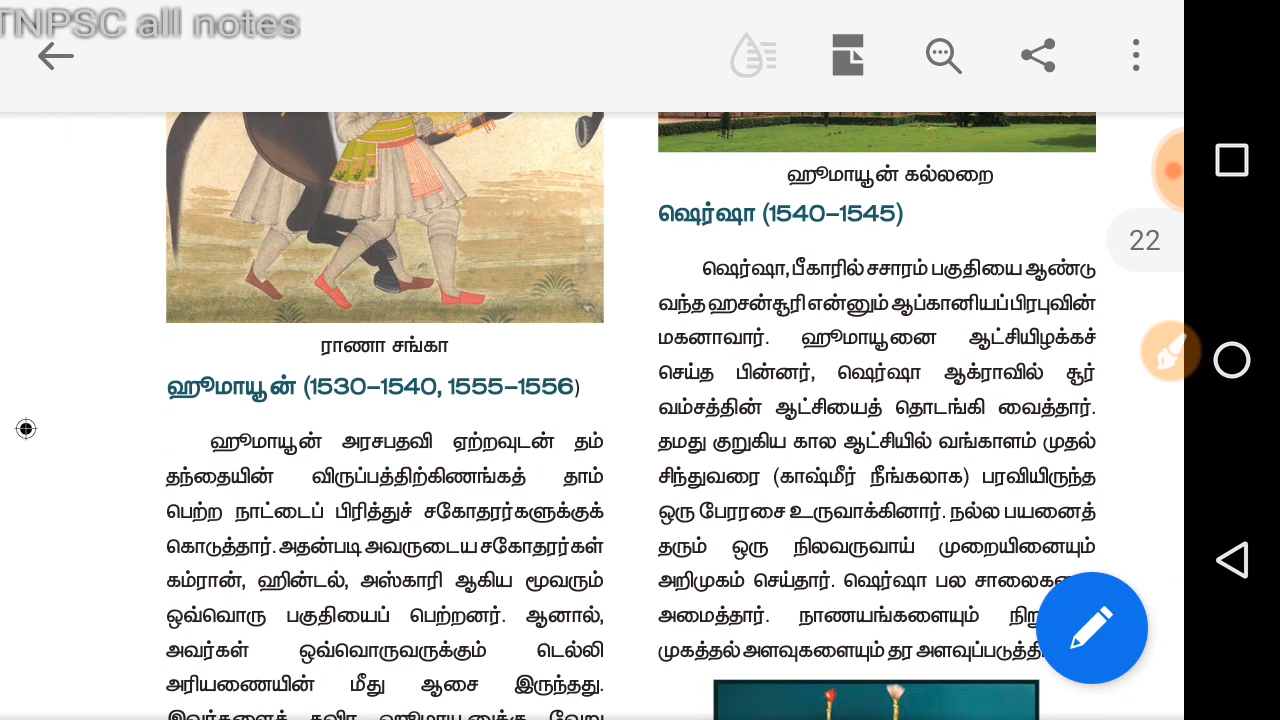 TNPSC all notes
22
ராணா சங்கா
ஹூமாயூன் (1530–1540, 1555–1556)
ஹூமாயூன் அரசபதவி ஏற்றவுடன் தம்
தந்தையின் விருப்பத்திற்கிணங்கத் தாம்
பெற்ற நாட்டைப் பிரித்துச் சகோதரர்களுக்குக்
கொடுத்தார். அதன்படி அவருடைய சகோதரர்கள்
கம்ரான், ஹின்டல், அஸ்காரி ஆகிய மூவரும்
ஒவ்வொரு பகுதியைப் பெற்றனர். ஆனால்,
அவர்கள் ஒவ்வொருவருக்கும் டெல்லி
அரியணையின் மீது ஆசை இருந்தது.
இவர்களைத் தவிர ஹூமாயூனுக்கு வேறு
ஹூமாயூன் கல்லறை
ஷெர்ஷா (1540–1545)
ஷெர்ஷா, பீகாரில் சசாரம் பகுதியை ஆண்டு
வந்த ஹசன்சூரி என்னும் ஆப்கானியப் பிரபுவின்
மகனாவார். ஹூமாயூனை ஆட்சியிழக்கச்
செய்த பின்னர், ஷெர்ஷா ஆக்ராவில் சூர்
வம்சத்தின் ஆட்சியைத் தொடங்கி வைத்தார்.
தமது குறுகிய கால ஆட்சியில் வங்காளம் முதல்
சிந்துவரை (காஷ்மீர் நீங்கலாக) பரவியிருந்த
ஒரு பேரரசை உருவாக்கினார். நல்ல பயனைத்
தரும் ஒரு நிலவருவாய் முறையினையும்
அறிமுகம் செய்தார். ஷெர்ஷா பல
அமைத்தார். நாணயங்களையும்
முகத்தல் அளவுகளையும் தர